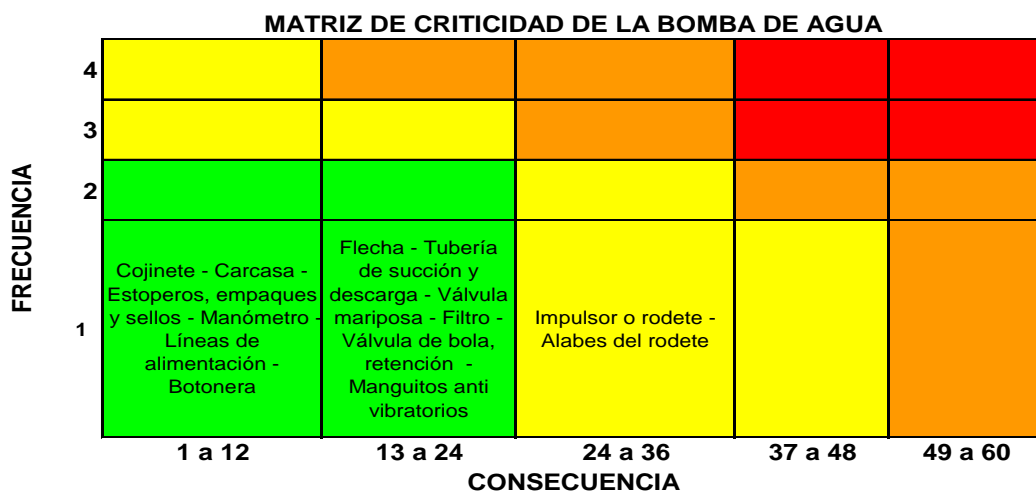 MATRIZ DE CRITICIDAD DE LA BOMBA DE AGUA
FRECUENCIA
4
3
2
1
Cojinete - Carcasa -
Estoperos, empaques
y sellos - Manómetro -
Líneas de
alimentación -
Botonera
Flecha - Tubería
de succión y
descarga - Válvula
mariposa - Filtro -
Válvula de bola,
retención -
Manguitos anti
vibratorios
Impulsor o rodete -
Alabes del rodete
1 a 12
13 a 24
24 a 36
37 a 48
49 a 60
CONSECUENCIA